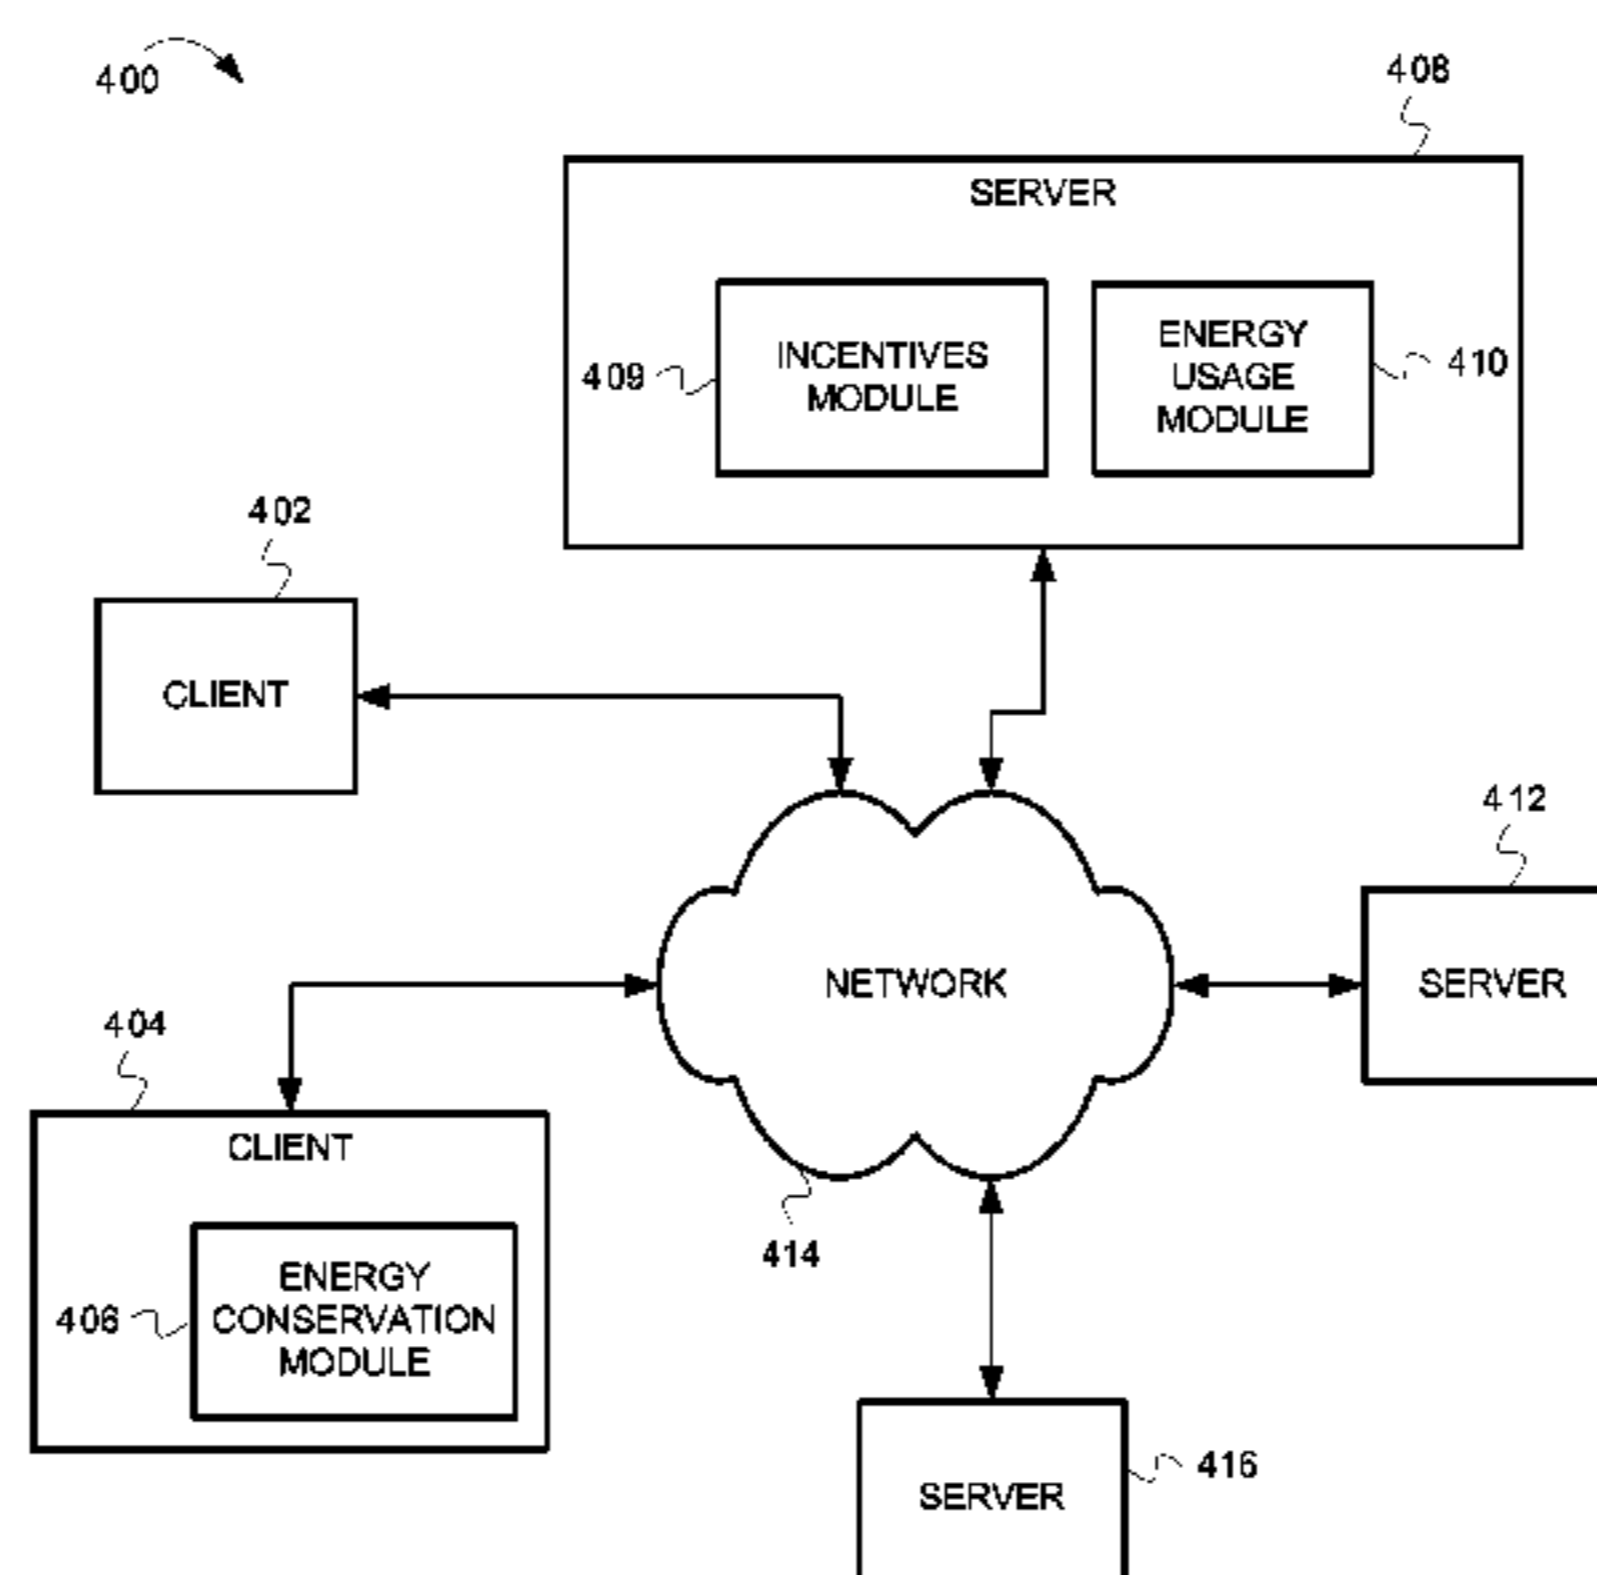 400
408
SERVER
INCENTIVES
MODULE
409
ENERGY
USAGE
MODULE
410
402
CLIENT
412
NETWORK
SERVER
404
CLIENT
414
ENERGY
CONSERVATION
MODULE
406
SERVER
416